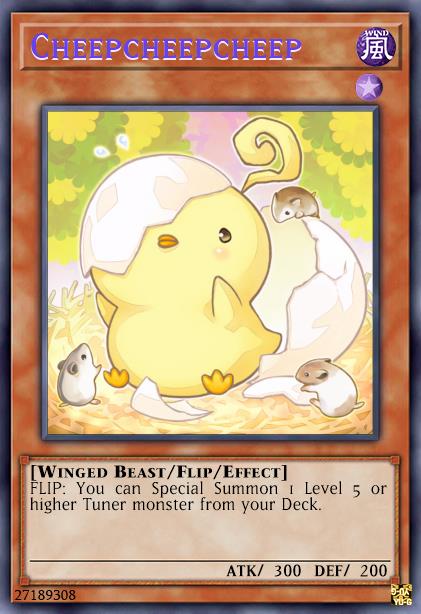 CHEEPCHEEPCHEEP
WIND
風
[WINGED BEAST/FLIP/EFFECT]
FLIP: You can Special Summon 1 Level 5 or
higher Tuner monster from your Deck.
ATK/ 300 DEF/ 200
27189308